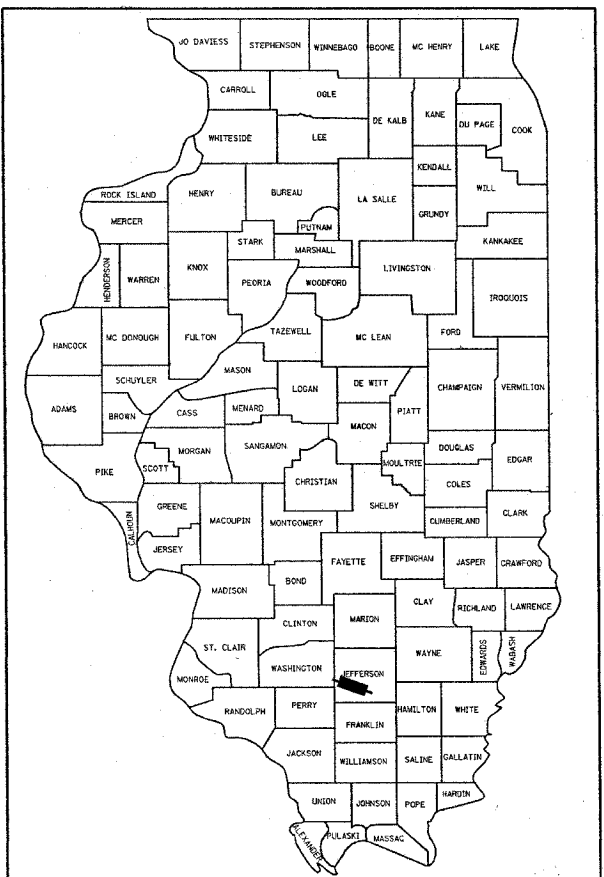 JO DAVIESS
STEPHENSON
WINNEBAGO
BOONE
MC HENRY
LAKE
CARROLL
OGLE
DE KALB
KANE
DU PAGE
COOK
WHITESIDE
LEE
KENDALL
WILL
ROCK ISLAND
HENRY
BUREAU
LA SALLE
GRUNDY
MERCER
PUTNAM
STARK
MARSHALL
KANKAKEE
HENDERSON
WARREN
KNOX
PEORIA
WOODFORD
LIVINGSTON
IROQUOIS
HANCOCK
MC DONOUGH
FULTON
TAZEWELL
MC LEAN
FORD
MASON
SCHUYLER
LOGAN
DE WITT
CHAMPAIGN
VERMILION
ADAMS
BROWN
CASS
MENARD
PIATT
MACON
PIKE
SCOTT
MORGAN
SANGAMON
MOULTRIE
DOUGLAS
EDGAR
CHRISTIAN
COLES
CALHOUN
GREENE
MACOUPIN
MONTGOMERY
SHELBY
CUMBERLAND
CLARK
JERSEY
FAYETTE
EFFINGHAM
JASPER
CRAWFORD
MADISON
BOND
CLAY
RICHLAND
LAWRENCE
CLINTON
MARION
ST. CLAIR
WASHINGTON
JEFFERSON
WAYNE
EDWARDS
WABASH
MONROE
RANDOLPH
PERRY
FRANKLIN
HAMILTON
WHITE
JACKSON
WILLIAMSON
SALINE
GALLATIN
UNION
JOHNSON
POPE
HARDIN
ALEXANDER
PULASKI
MASSAC